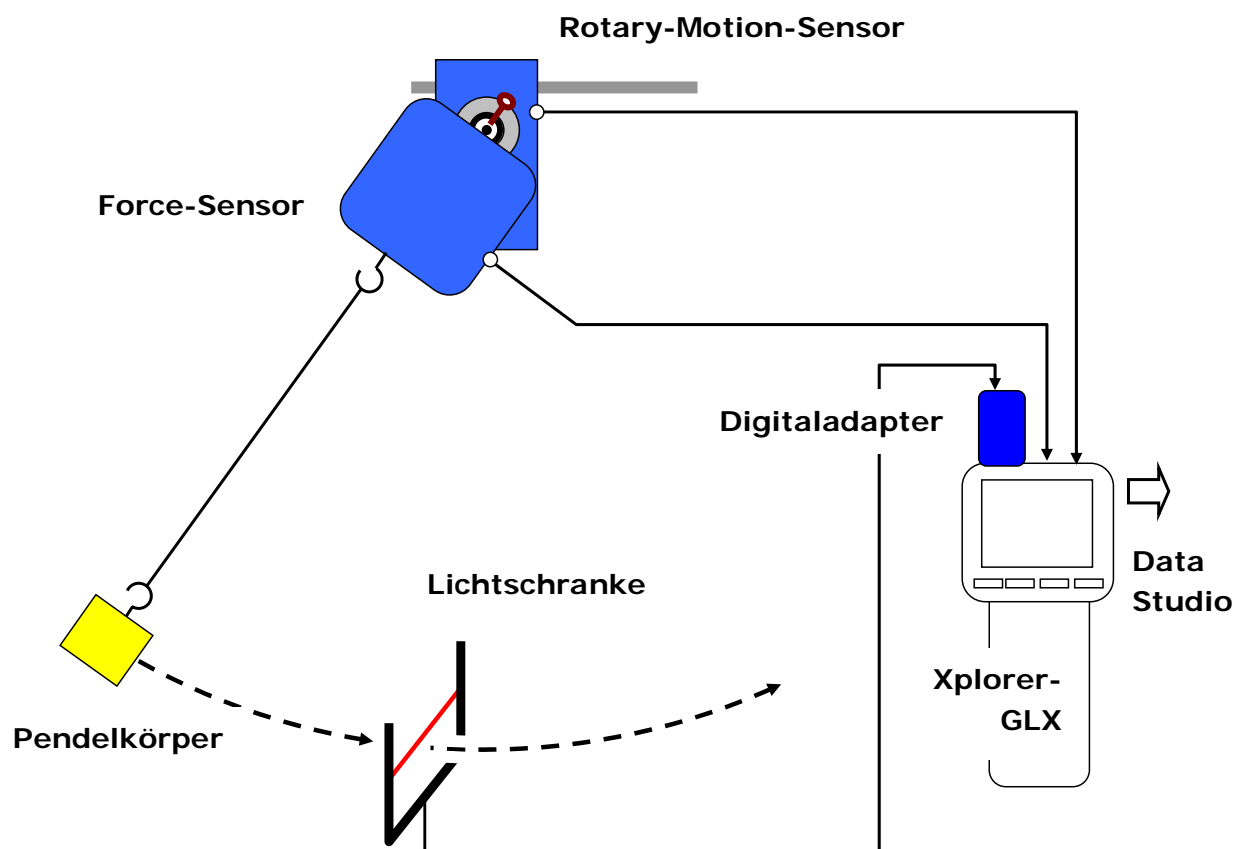 Rotary-Motion-Sensor
Force-Sensor
Digitaladapter
Lichtschranke
Data
Studio
Xplorer-
GLX
Pendelkörper